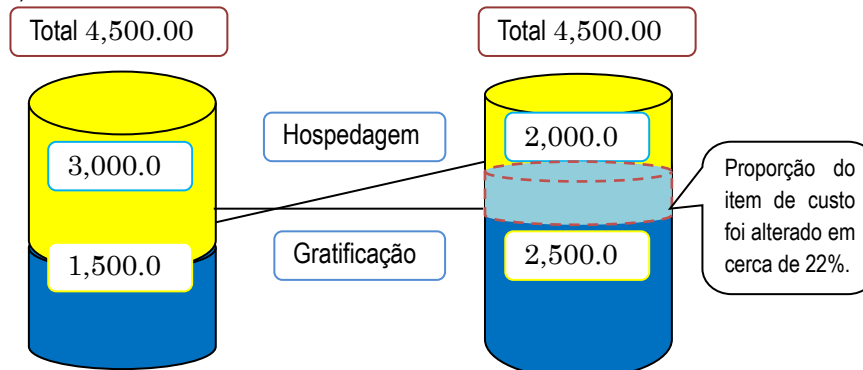 Total 4,500.00
Total 4,500.00
Hospedagem
3,000.0
2,000.0
Gratificação
1,500.0
2,500.0
Proporção do
item de custo
foi alterado em
cerca de 22%.